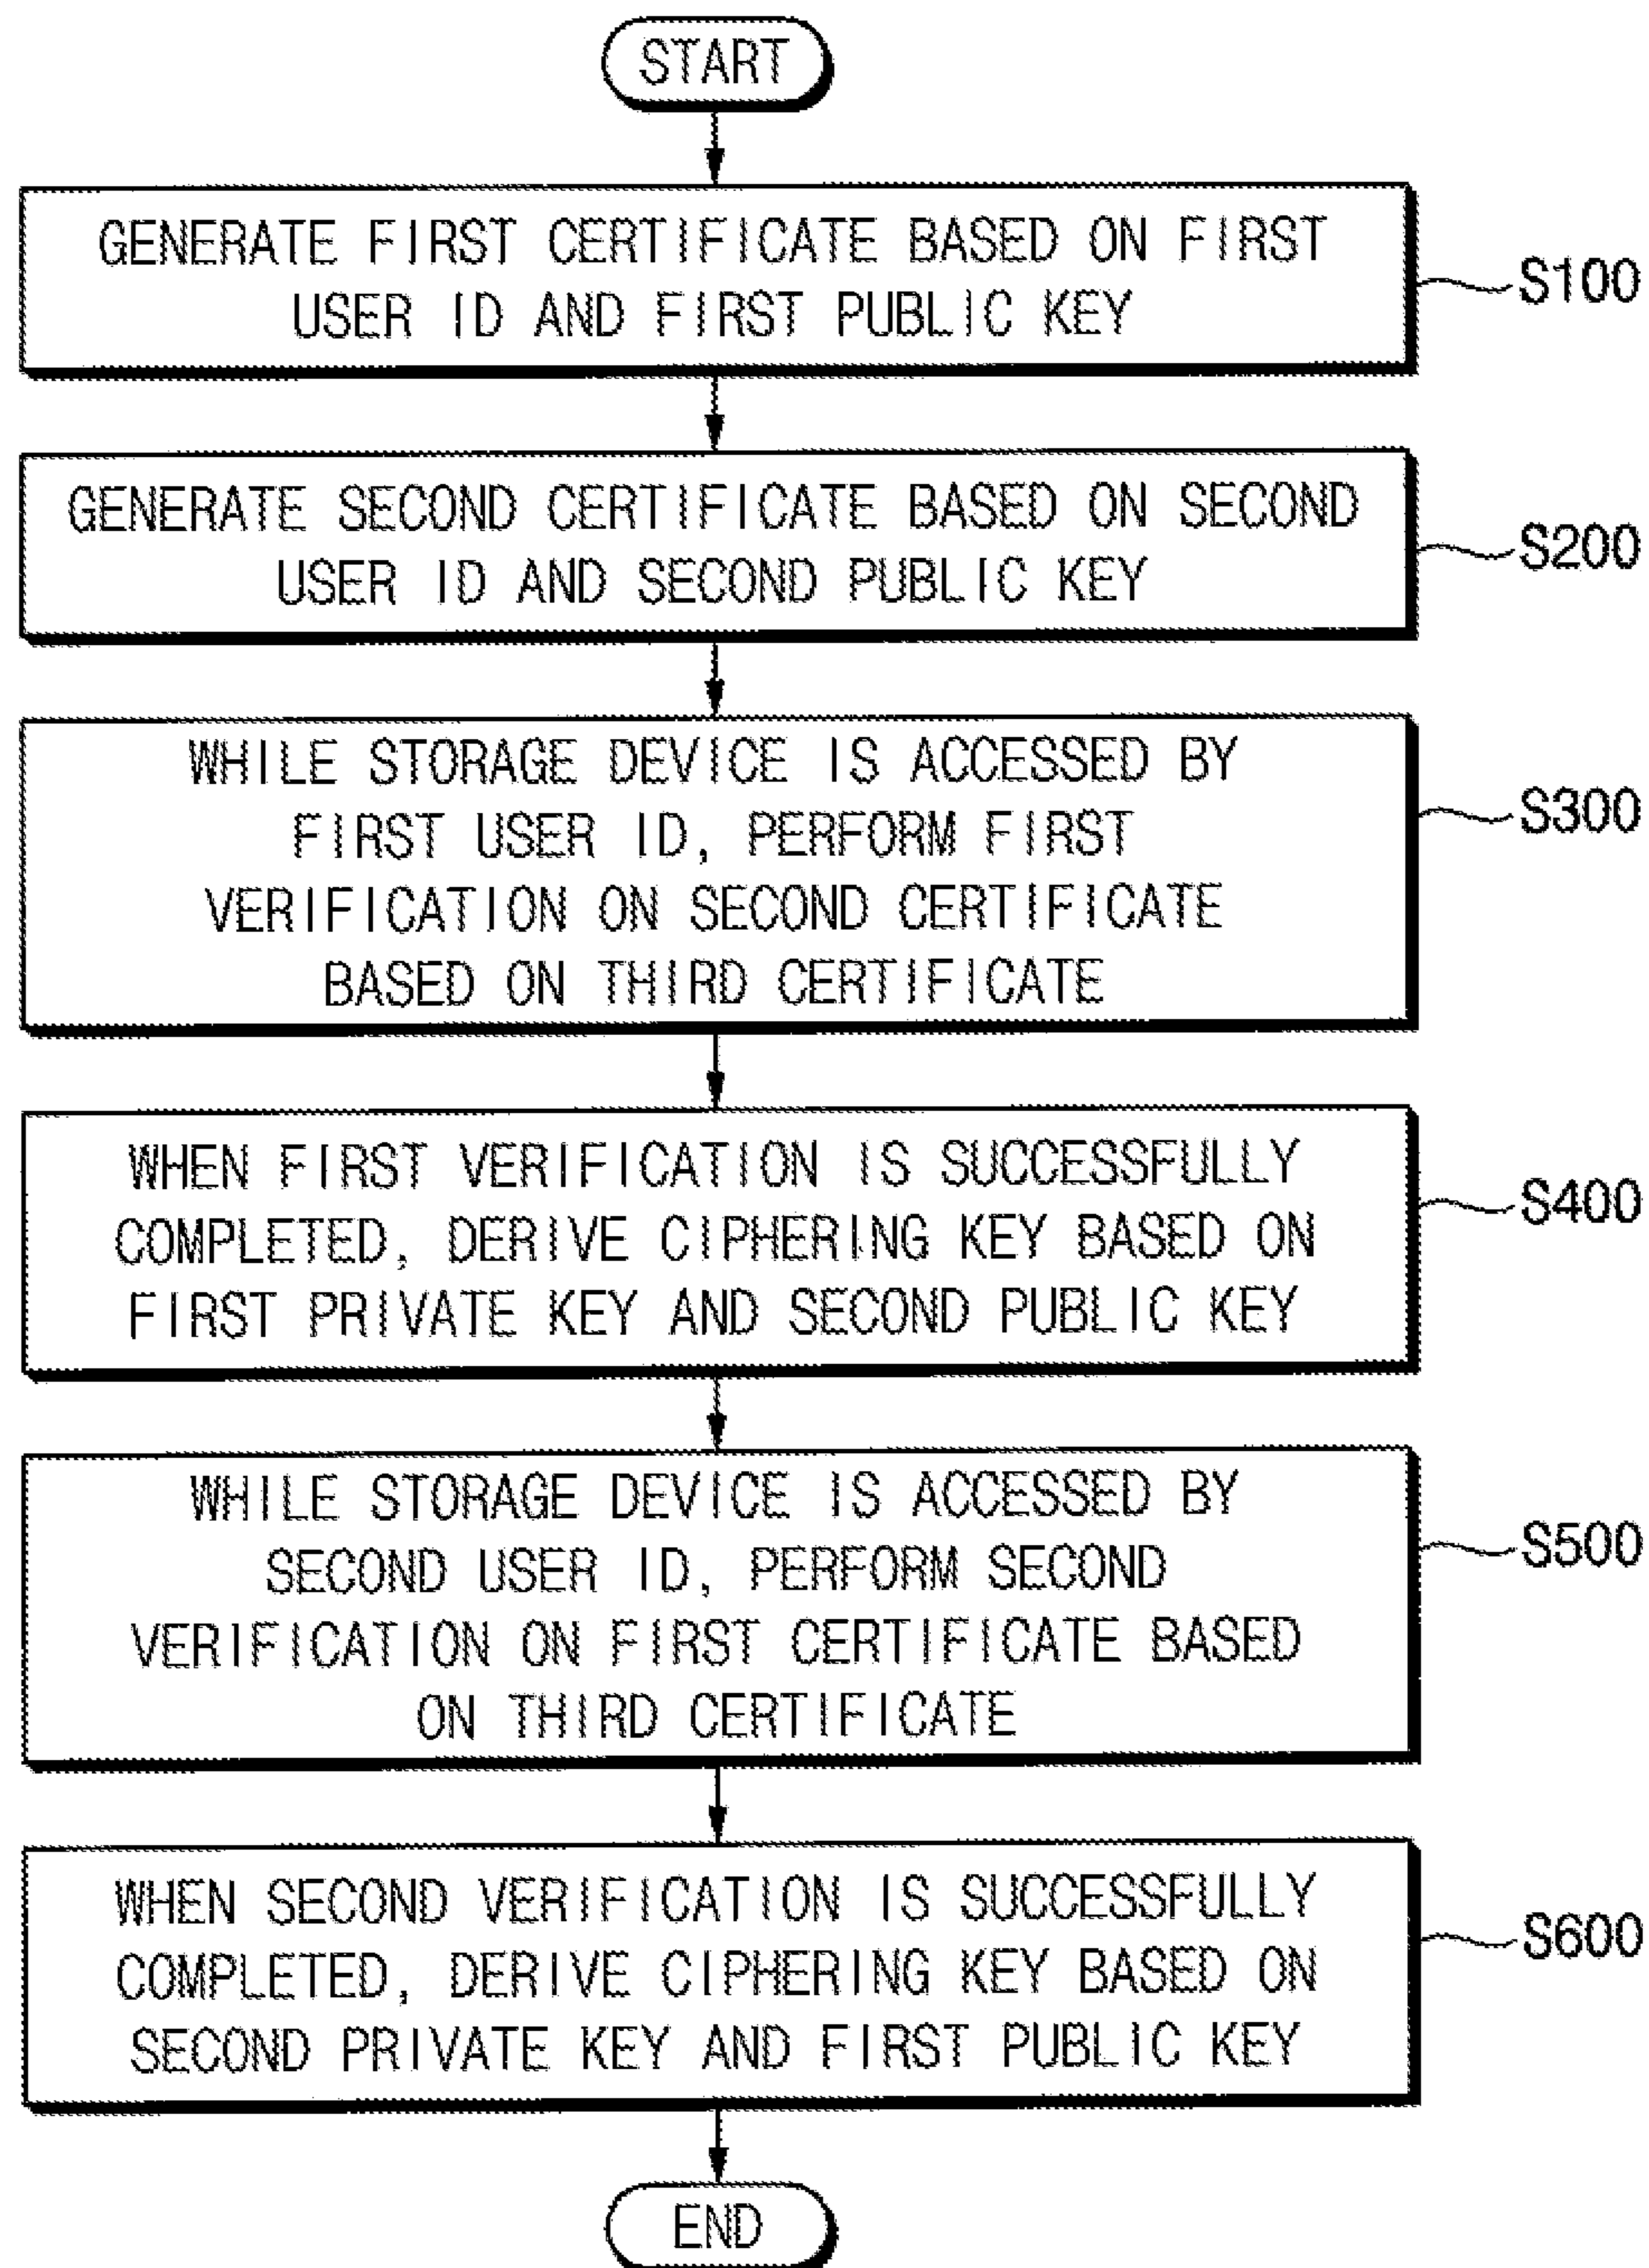 START
GENERATE FIRST CERTIFICATE BASED ON FIRST
USER ID AND FIRST PUBLIC KEY
S100
GENERATE SECOND CERTIFICATE BASED ON SECOND
USER ID AND SECOND PUBLIC KEY
S200
WHILE STORAGE DEVICE IS ACCESSED BY
FIRST USER ID, PERFORM FIRST
VERIFICATION ON SECOND CERTIFICATE
BASED ON THIRD CERTIFICATE
S300
WHEN FIRST VERIFICATION IS SUCCESSFULLY
COMPLETED, DERIVE CIPHERING KEY BASED ON
FIRST PRIVATE KEY AND SECOND PUBLIC KEY
S400
WHILE STORAGE DEVICE IS ACCESSED BY
SECOND USER ID, PERFORM SECOND
VERIFICATION ON FIRST CERTIFICATE BASED
ON THIRD CERTIFICATE
S500
WHEN SECOND VERIFICATION IS SUCCESSFULLY
COMPLETED, DERIVE CIPHERING KEY BASED ON
SECOND PRIVATE KEY AND FIRST PUBLIC KEY
S600
END